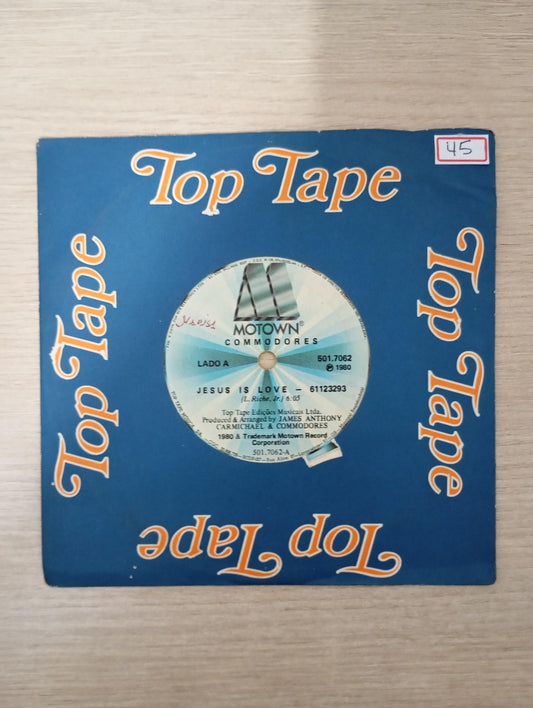 TOP TAPE
45
TOP TAPE
TOP TAPE
MOTOWN®
COMMODORES
LADO A
501.7062
℗ 1980
JESUS IS LOVE – 61123293
(L. Richie, Jr.) 6:05
Top Tape Edições Musicais Ltda.
Produced & Arranged by JAMES ANTHONY
CARMICHAEL & COMMODORES
1980 & Trademark Motown Record
Corporation
501.7062-A
TOP TAPE